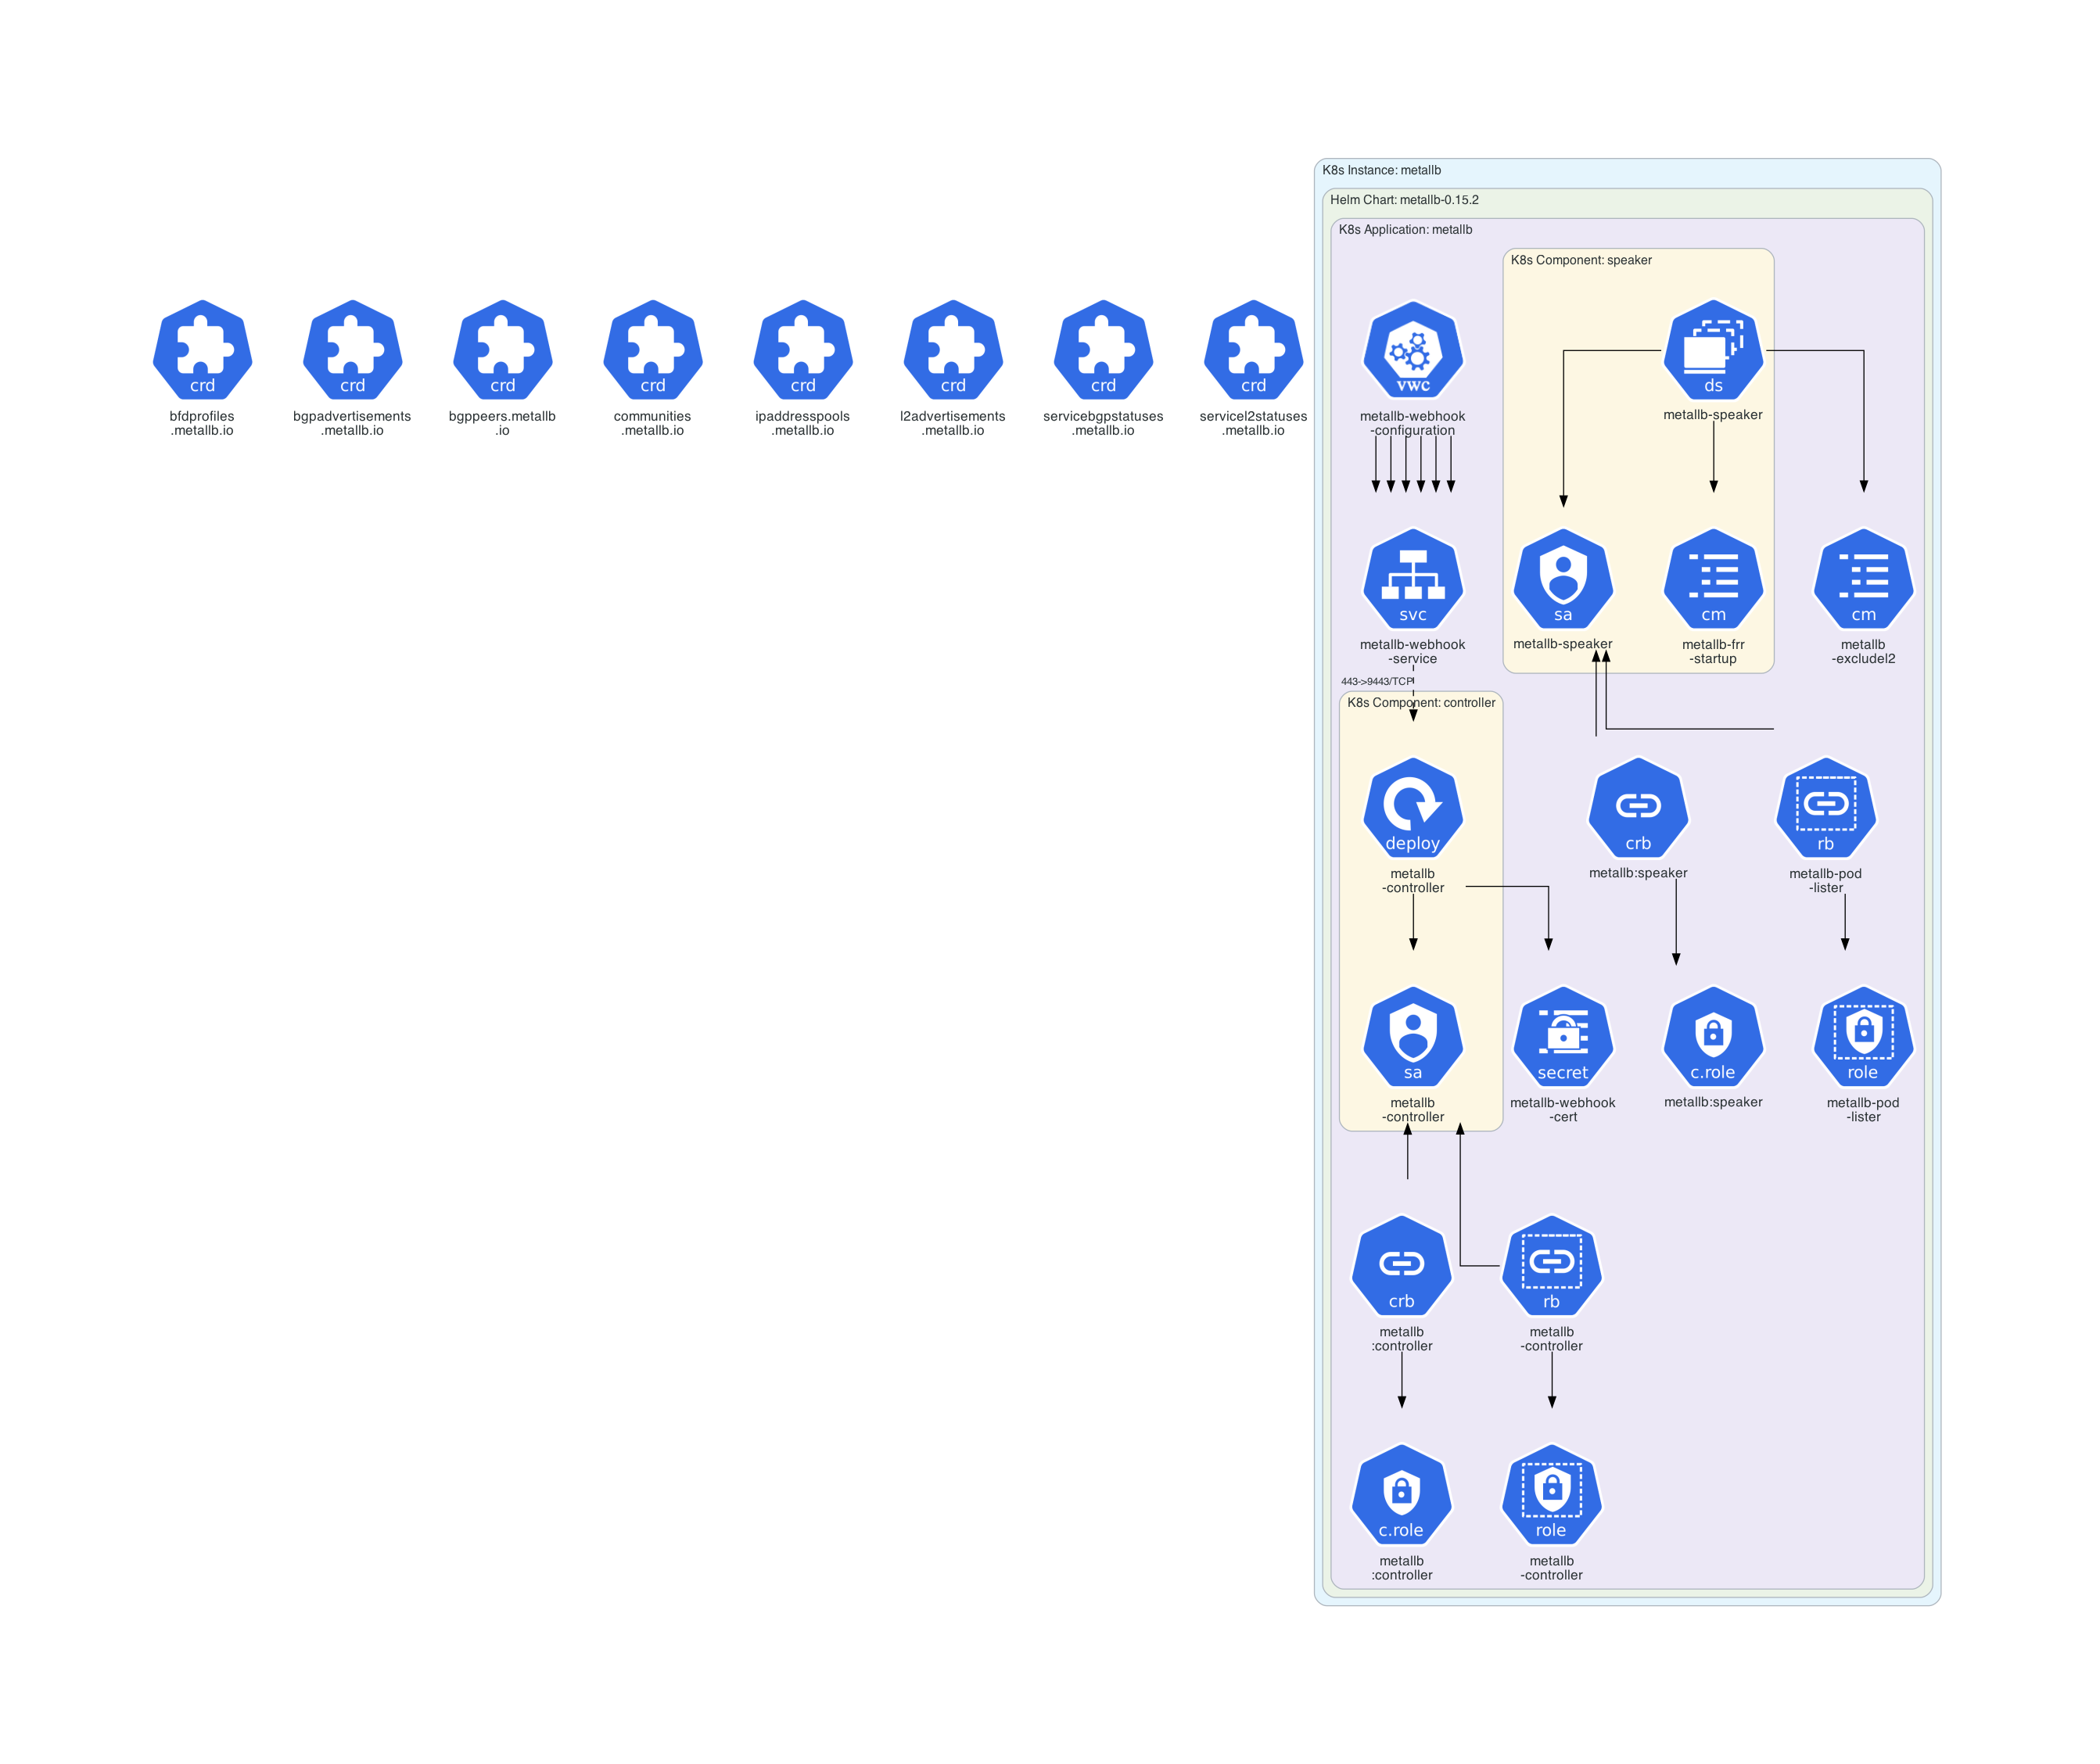 K8s Instance: metallb
Helm Chart: metallb-0.15.2
K8s Application: metallb
K8s Component: speaker
crd
bfdprofiles
.metallb.io
crd
bgpadvertisements
.metallb.io
crd
bgppeers.metallb
.io
crd
communities
.metallb.io
crd
ipaddresspools
.metallb.io
crd
l2advertisements
.metallb.io
crd
servicebgpstatuses
.metallb.io
crd
servicel2statuses
.metallb.io
vwc
metallb-webhook
-configuration
ds
metallb-speaker
svc
metallb-webhook
-service
sa
metallb-speaker
cm
metallb-frr
-startup
cm
metallb
-excludel2
443->9443/TCP
K8s Component: controller
deploy
metallb
-controller
crb
metallb:speaker
rb
metallb-pod
-lister
sa
metallb
-controller
secret
metallb-webhook
-cert
c.role
metallb:speaker
role
metallb-pod
-lister
crb
metallb
:controller
rb
metallb
-controller
c.role
metallb
:controller
role
metallb
-controller